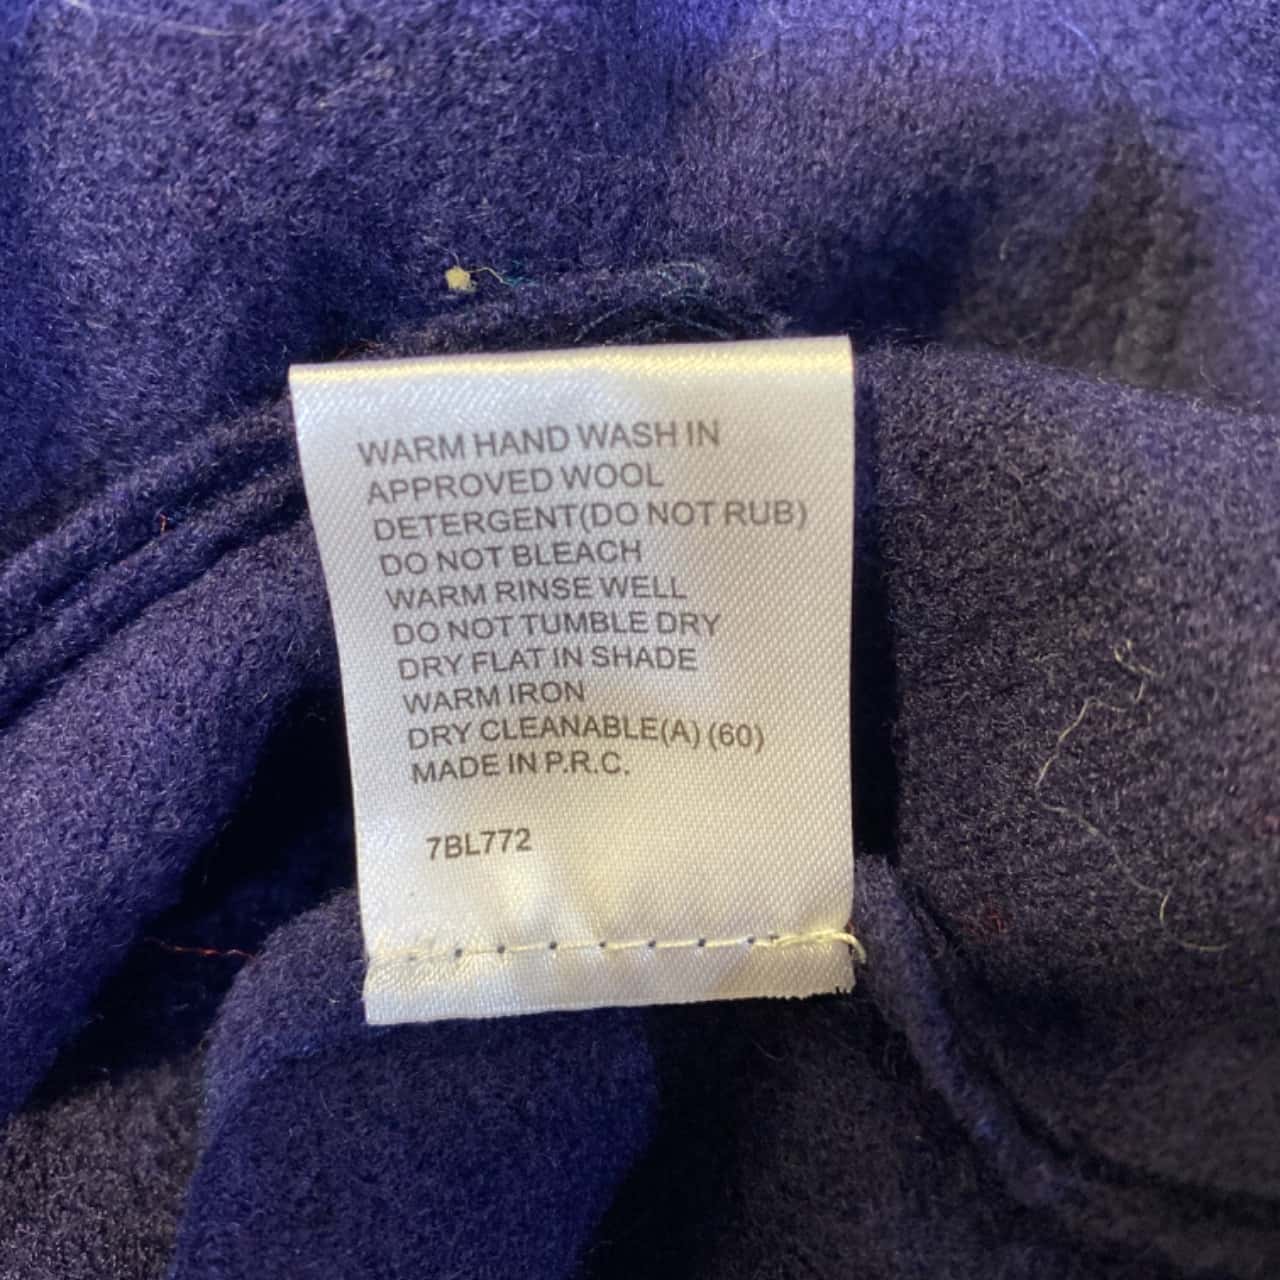 WARM HAND WASH IN
APPROVED WOOL
DETERGENT(DO NOT RUB)
DO NOT BLEACH
WARM RINSE WELL
DO NOT TUMBLE DRY
DRY FLAT IN SHADE
WARM IRON
DRY CLEANABLE(A) (60)
MADE IN P.R.C.
7BL772